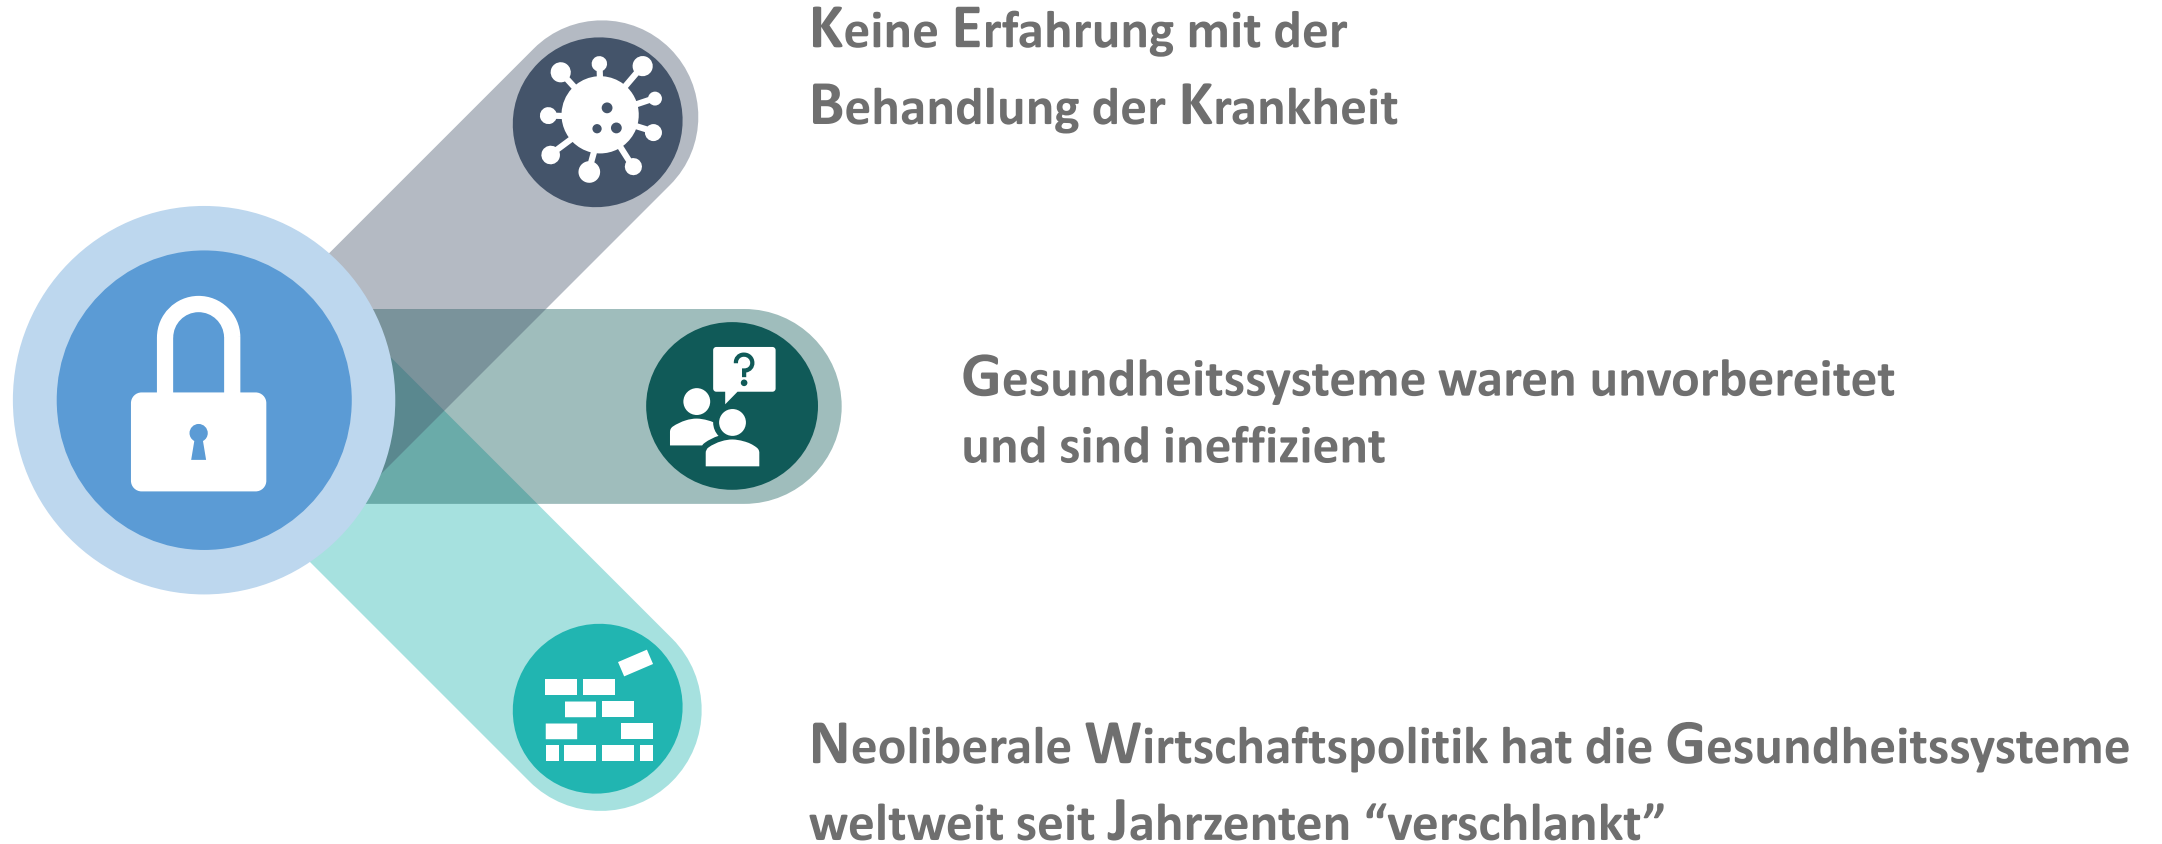 Keine Erfahrung mit der
Behandlung der Krankheit
?
Gesundheitssysteme waren unvorbereitet
und sind ineffizient
Neoliberale Wirtschaftspolitik hat die Gesundheitssysteme
weltweit seit Jahrzenten “verschlankt”